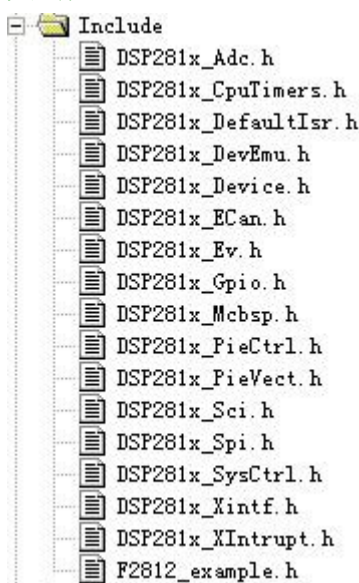 Include
DSP281x_Adc.h
DSP281x_CpuTimers.h
DSP281x_DefaultIsr.h
DSP281x_DevEmu.h
DSP281x_Device.h
DSP281x_ECan.h
DSP281x_Ev.h
DSP281x_Gpio.h
DSP281x_Mcbsp.h
DSP281x_PieCtrl.h
DSP281x_PieVect.h
DSP281x_Sci.h
DSP281x_Spi.h
DSP281x_SysCtrl.h
DSP281x_Xintf.h
DSP281x_XIntrupt.h
F2812_example.h